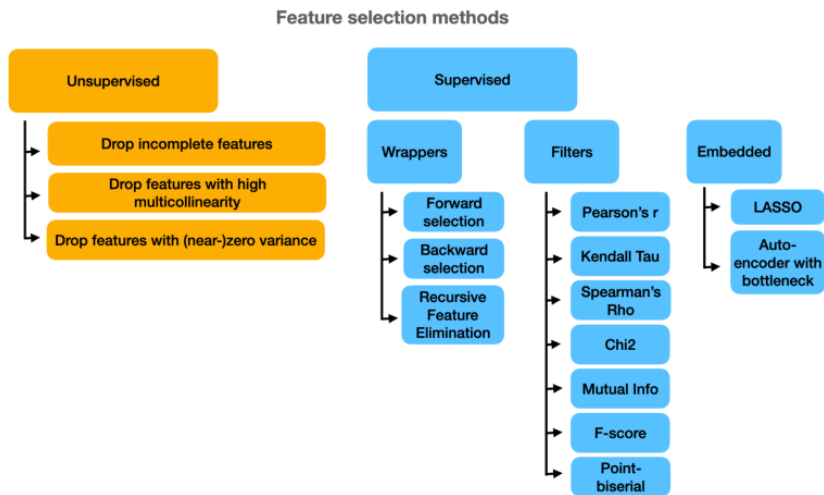 Feature selection methods
Unsupervised
Drop incomplete features
Drop features with high
multicollinearity
Drop features with (near-)zero variance
Supervised
Wrappers
Forward
selection
Backward
selection
Recursive
Feature
Elimination
Filters
Pearson's r
Kendall Tau
Spearman's
Rho
Chi2
Mutual Info
F-score
Point-
biserial
Embedded
LASSO
Auto-
encoder with
bottleneck